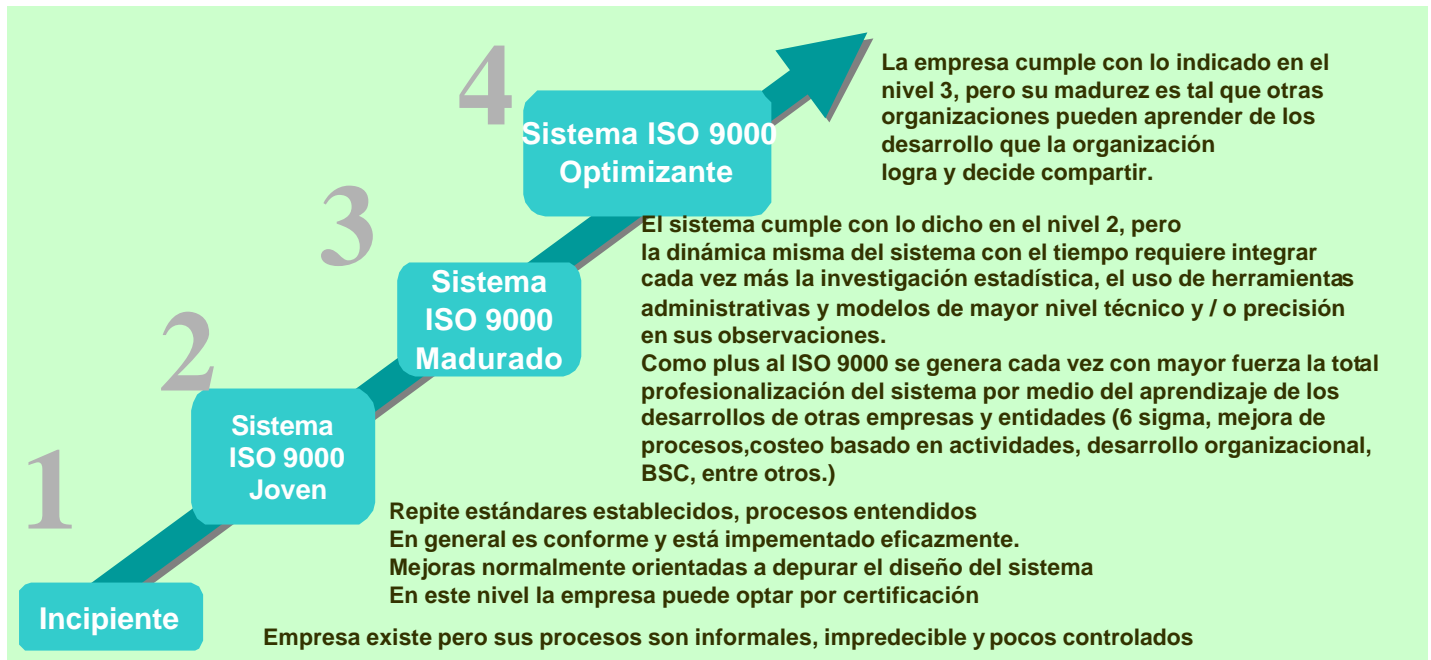 4
Sistema ISO 9000
Optimizante
La empresa cumple con lo indicado en el
nivel 3, pero su madurez es tal que otras
organizaciones pueden aprender de los
desarrollo que la organización
logra y decide compartir.
3
Sistema
ISO 9000
Madurado
El sistema cumple con lo dicho en el nivel 2, pero
la dinámica misma del sistema con el tiempo requiere integrar
cada vez más la investigación estadística, el uso de herramientas
administrativas y modelos de mayor nivel técnico y / o precisión
en sus observaciones.
Como plus al ISO 9000 se genera cada vez con mayor fuerza la total
profesionalización del sistema por medio del aprendizaje de los
desarrollos de otras empresas y entidades (6 sigma, mejora de
procesos,costeo basado en actividades, desarrollo organizacional,
BSC, entre otros.)
2
Sistema
ISO 9000
Joven
Repite estándares establecidos, procesos entendidos
En general es conforme y está impementado eficazmente.
Mejoras normalmente orientadas a depurar el diseño del sistema
En este nivel la empresa puede optar por certificación
1
Incipiente
Empresa existe pero sus procesos son informales, impredecible y pocos controlados